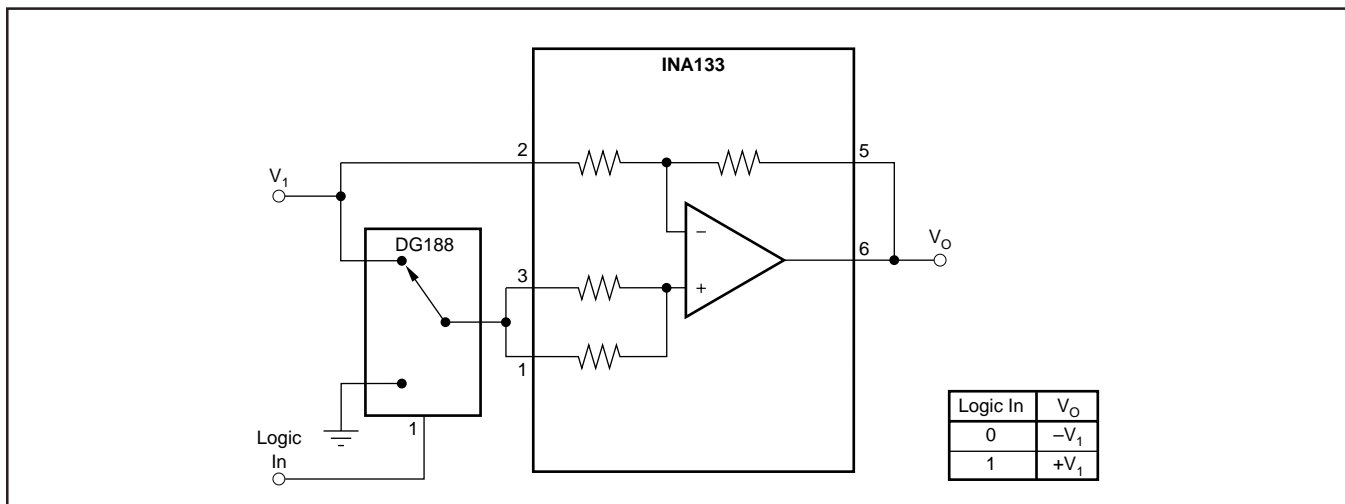 INA133
2
5
V1
DG188
−
6
VO
3
+
1
1
Logic
In
Logic In VO
0 –V1
1 +V1